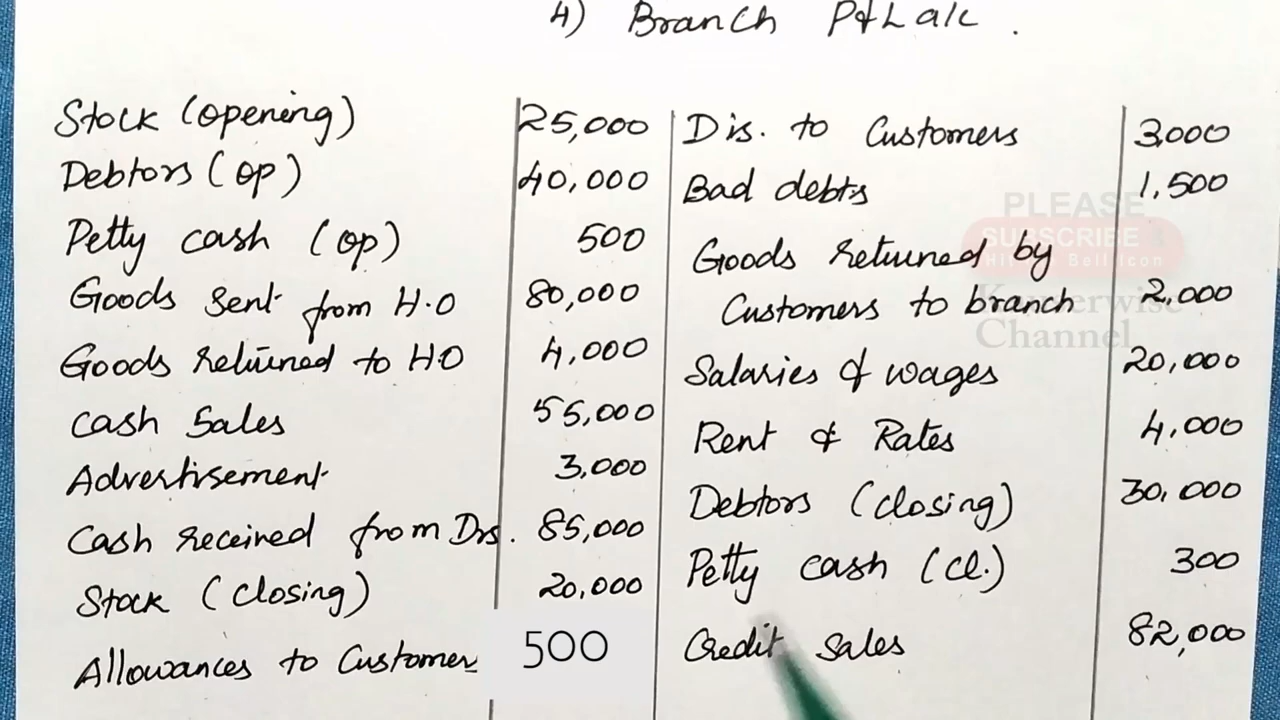 4) Branch P&L a/c.
Stock (opening) 25,000
Debtors (op) 40,000
Petty cash (op) 500
Goods sent from H.O 80,000
Goods returned to HO 4,000
Cash Sales 55,000
Advertisement 3,000
Cash received from Drs. 85,000
Stock (closing) 20,000
Allowances to Customers 500
Dis. to Customers 3,000
Bad debts 1,500
Goods returned by
Customers to branch 2,000
Salaries & wages 20,000
Rent & Rates 4,000
Debtors (closing) 30,000
Petty cash (cl.) 300
Credit Sales 82,000
PLEASE
SUBSCRIBE
Bell Icon
Channel